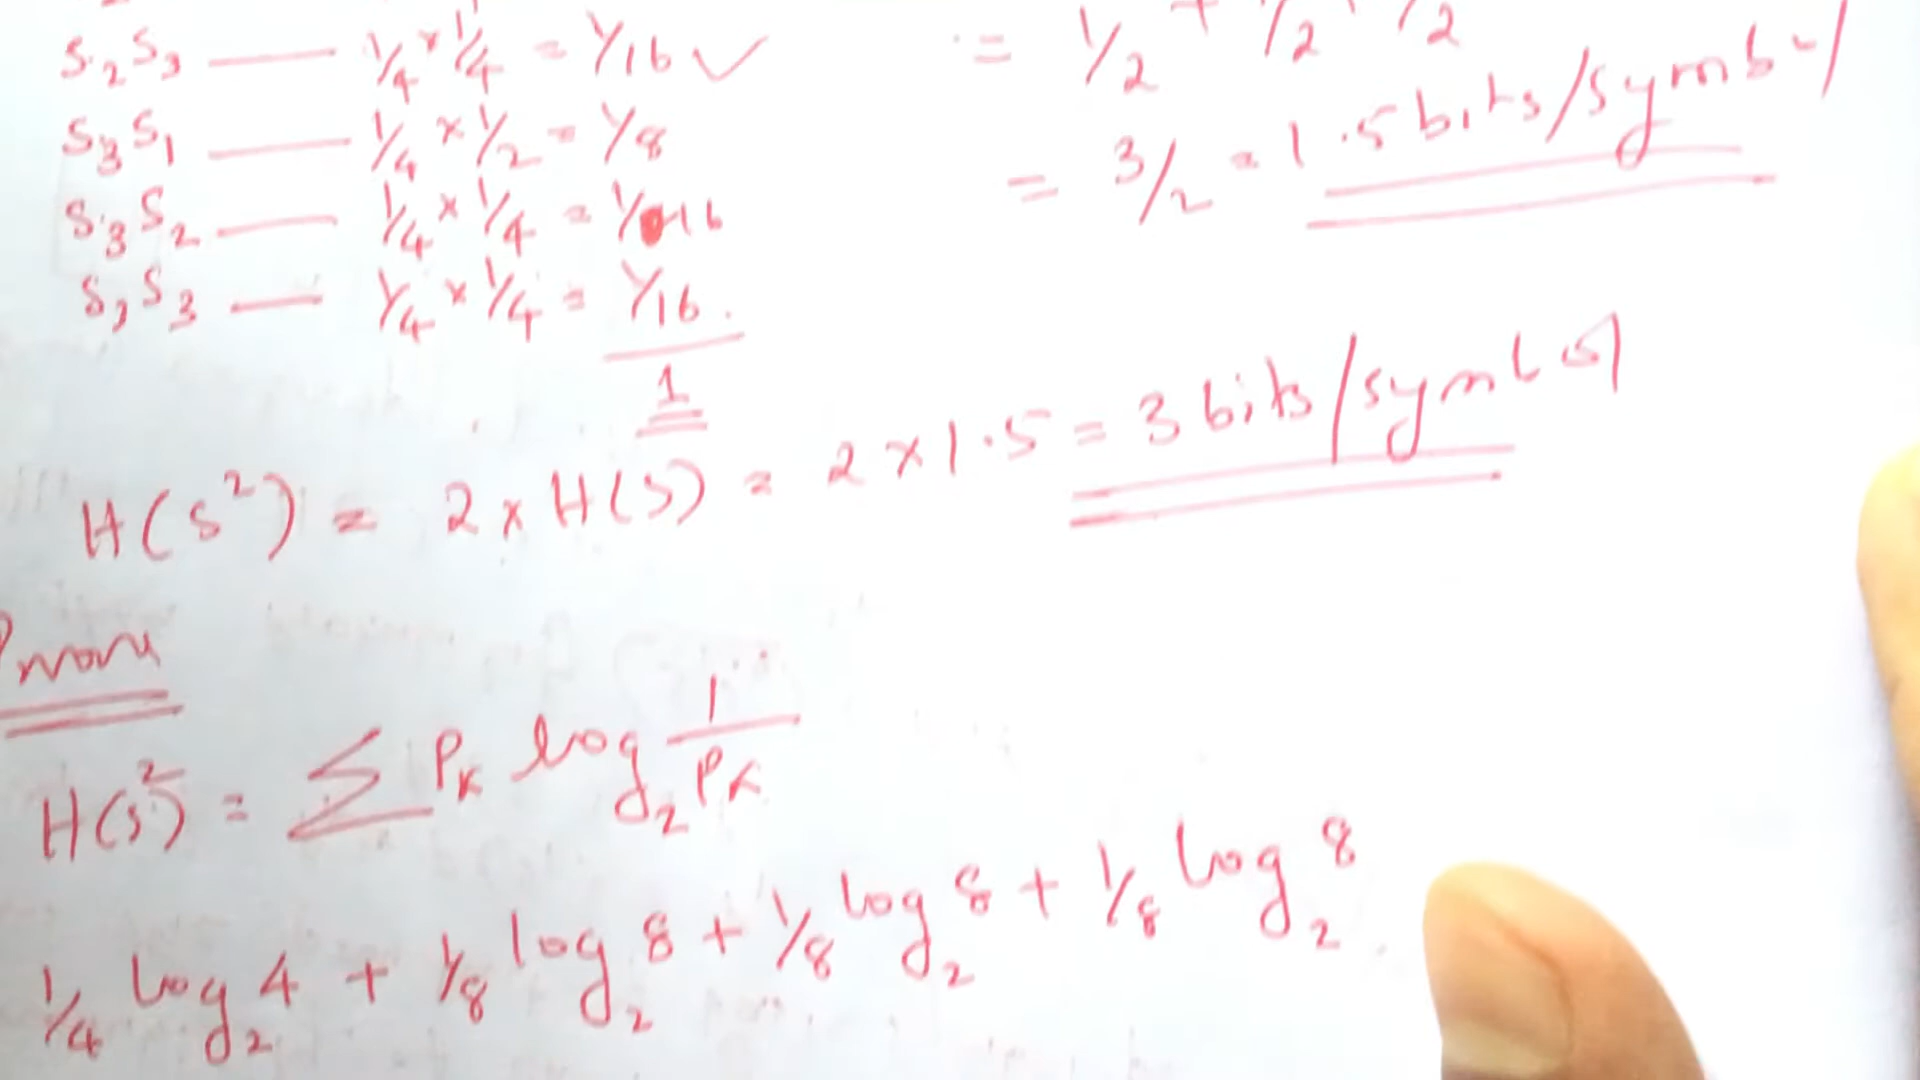 S2S3 — 1/4 × 1/4 = 1/16 ✓
S3S1 — 1/4 × 1/2 = 1/8
S3S2 — 1/4 × 1/4 = 1/16
S3S3 — 1/4 × 1/4 = 1/16.
1
= 1/2 + 1/2 + 1/2
= 3/2 = 1.5 bits/symbol
H(S²) = 2 × H(S) = 2 × 1.5 = 3 bits/symbol
H(S²) = Σ PK log2 1/PK
1/4 log2 4 + 1/8 log2 8 + 1/8 log2 8 + 1/8 log2 8